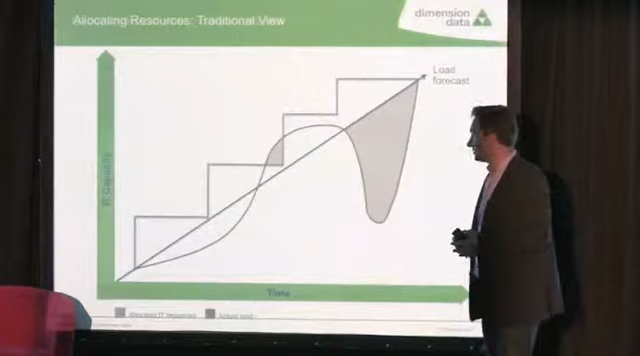 Allocating Resources: Traditional View
dimension
data
Load
forecast
IT Capacity
Time
Allocated IT resources
Actual load